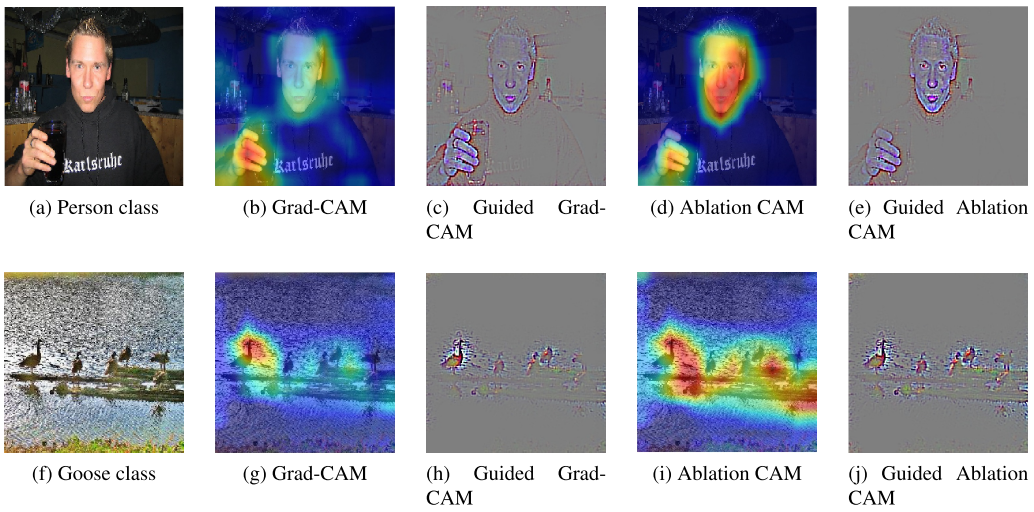 Karlsruhe
Karlsruhe
Karlsruhe
(a) Person class
(b) Grad-CAM
(c) Guided Grad-
CAM
(d) Ablation CAM
(e) Guided Ablation
CAM
(f) Goose class
(g) Grad-CAM
(h) Guided Grad-
CAM
(i) Ablation CAM
(j) Guided Ablation
CAM